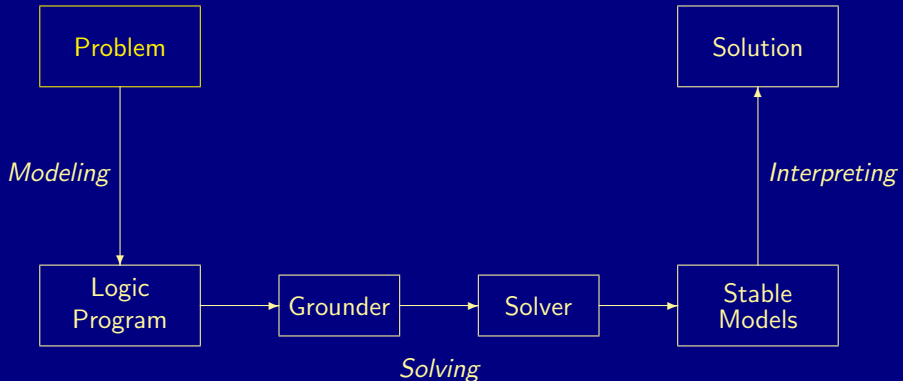 Problem
Solution
Modeling
Interpreting
Logic
Program
Grounder
Solver
Stable
Models
Solving